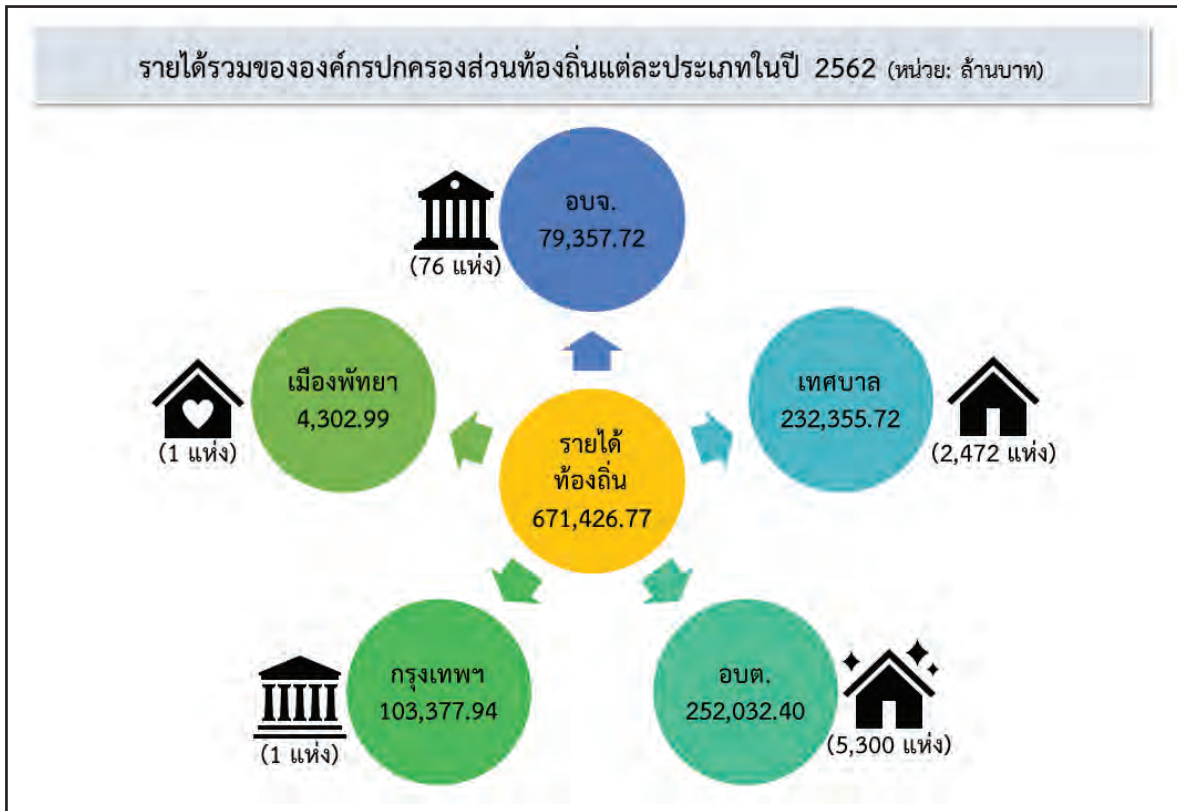 รายได้รวมขององค์กรปกครองส่วนท้องถิ่นแต่ละประเภทในปี 2562 (หน่วย: ล้านบาท)
อบจ.
79,357.72
(76 แห่ง)
เมืองพัทยา
4,302.99
(1 แห่ง)
เทศบาล
232,355.72
(2,472 แห่ง)
รายได้
ท้องถิ่น
671,426.77
กรุงเทพฯ
103,377.94
(1 แห่ง)
อบต.
252,032.40
(5,300 แห่ง)